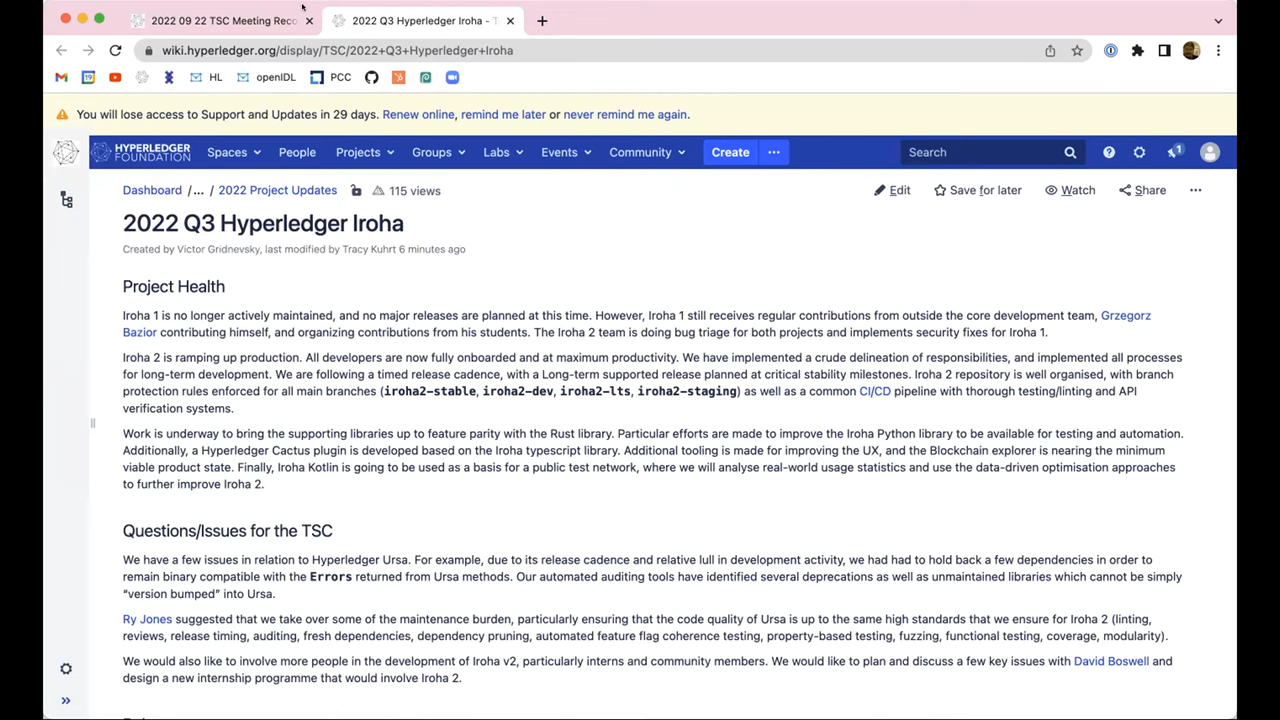 2022 09 22 TSC Meeting Reco
2022 Q3 Hyperledger Iroha - T
wiki.hyperledger.org/display/TSC/2022+Q3+Hyperledger+Iroha
HL openIDL PCC
You will lose access to Support and Updates in 29 days. Renew online, remind me later or never remind me again.
HYPERLEDGER FOUNDATION Spaces People Projects Groups Labs Events Community Create ... Search 1
Dashboard /... / 2022 Project Updates 115 views Edit Save for later Watch Share ...
2022 Q3 Hyperledger Iroha
Created by Victor Gridnevsky, last modified by Tracy Kuhrt 6 minutes ago
Project Health
Iroha 1 is no longer actively maintained, and no major releases are planned at this time. However, Iroha 1 still receives regular contributions from outside the core development team, Grzegorz
Bazior contributing himself, and organizing contributions from his students. The Iroha 2 team is doing bug triage for both projects and implements security fixes for Iroha 1.
Iroha 2 is ramping up production. All developers are now fully onboarded and at maximum productivity. We have implemented a crude delineation of responsibilities, and implemented all processes
for long-term development. We are following a timed release cadence, with a Long-term supported release planned at critical stability milestones. Iroha 2 repository is well organised, with branch
protection rules enforced for all main branches (iroha2-stable, iroha2-dev, iroha2-lts, iroha2-staging) as well as a common CI/CD pipeline with thorough testing/linting and API
verification systems.
Work is underway to bring the supporting libraries up to feature parity with the Rust library. Particular efforts are made to improve the Iroha Python library to be available for testing and automation.
Additionally, a Hyperledger Cactus plugin is developed based on the Iroha typescript library. Additional tooling is made for improving the UX, and the Blockchain explorer is nearing the minimum
viable product state. Finally, Iroha Kotlin is going to be used as a basis for a public test network, where we will analyse real-world usage statistics and use the data-driven optimisation approaches
to further improve Iroha 2.
Questions/Issues for the TSC
We have a few issues in relation to Hyperledger Ursa. For example, due to its release cadence and relative lull in development activity, we had had to hold back a few dependencies in order to
remain binary compatible with the Errors returned from Ursa methods. Our automated auditing tools have identified several deprecations as well as unmaintained libraries which cannot be simply
“version bumped” into Ursa.
Ry Jones suggested that we take over some of the maintenance burden, particularly ensuring that the code quality of Ursa is up to the same high standards that we ensure for Iroha 2 (linting,
reviews, release timing, auditing, fresh dependencies, dependency pruning, automated feature flag coherence testing, property-based testing, fuzzing, functional testing, coverage, modularity).
We would also like to involve more people in the development of Iroha v2, particularly interns and community members. We would like to plan and discuss a few key issues with David Boswell and
design a new internship programme that would involve Iroha 2.